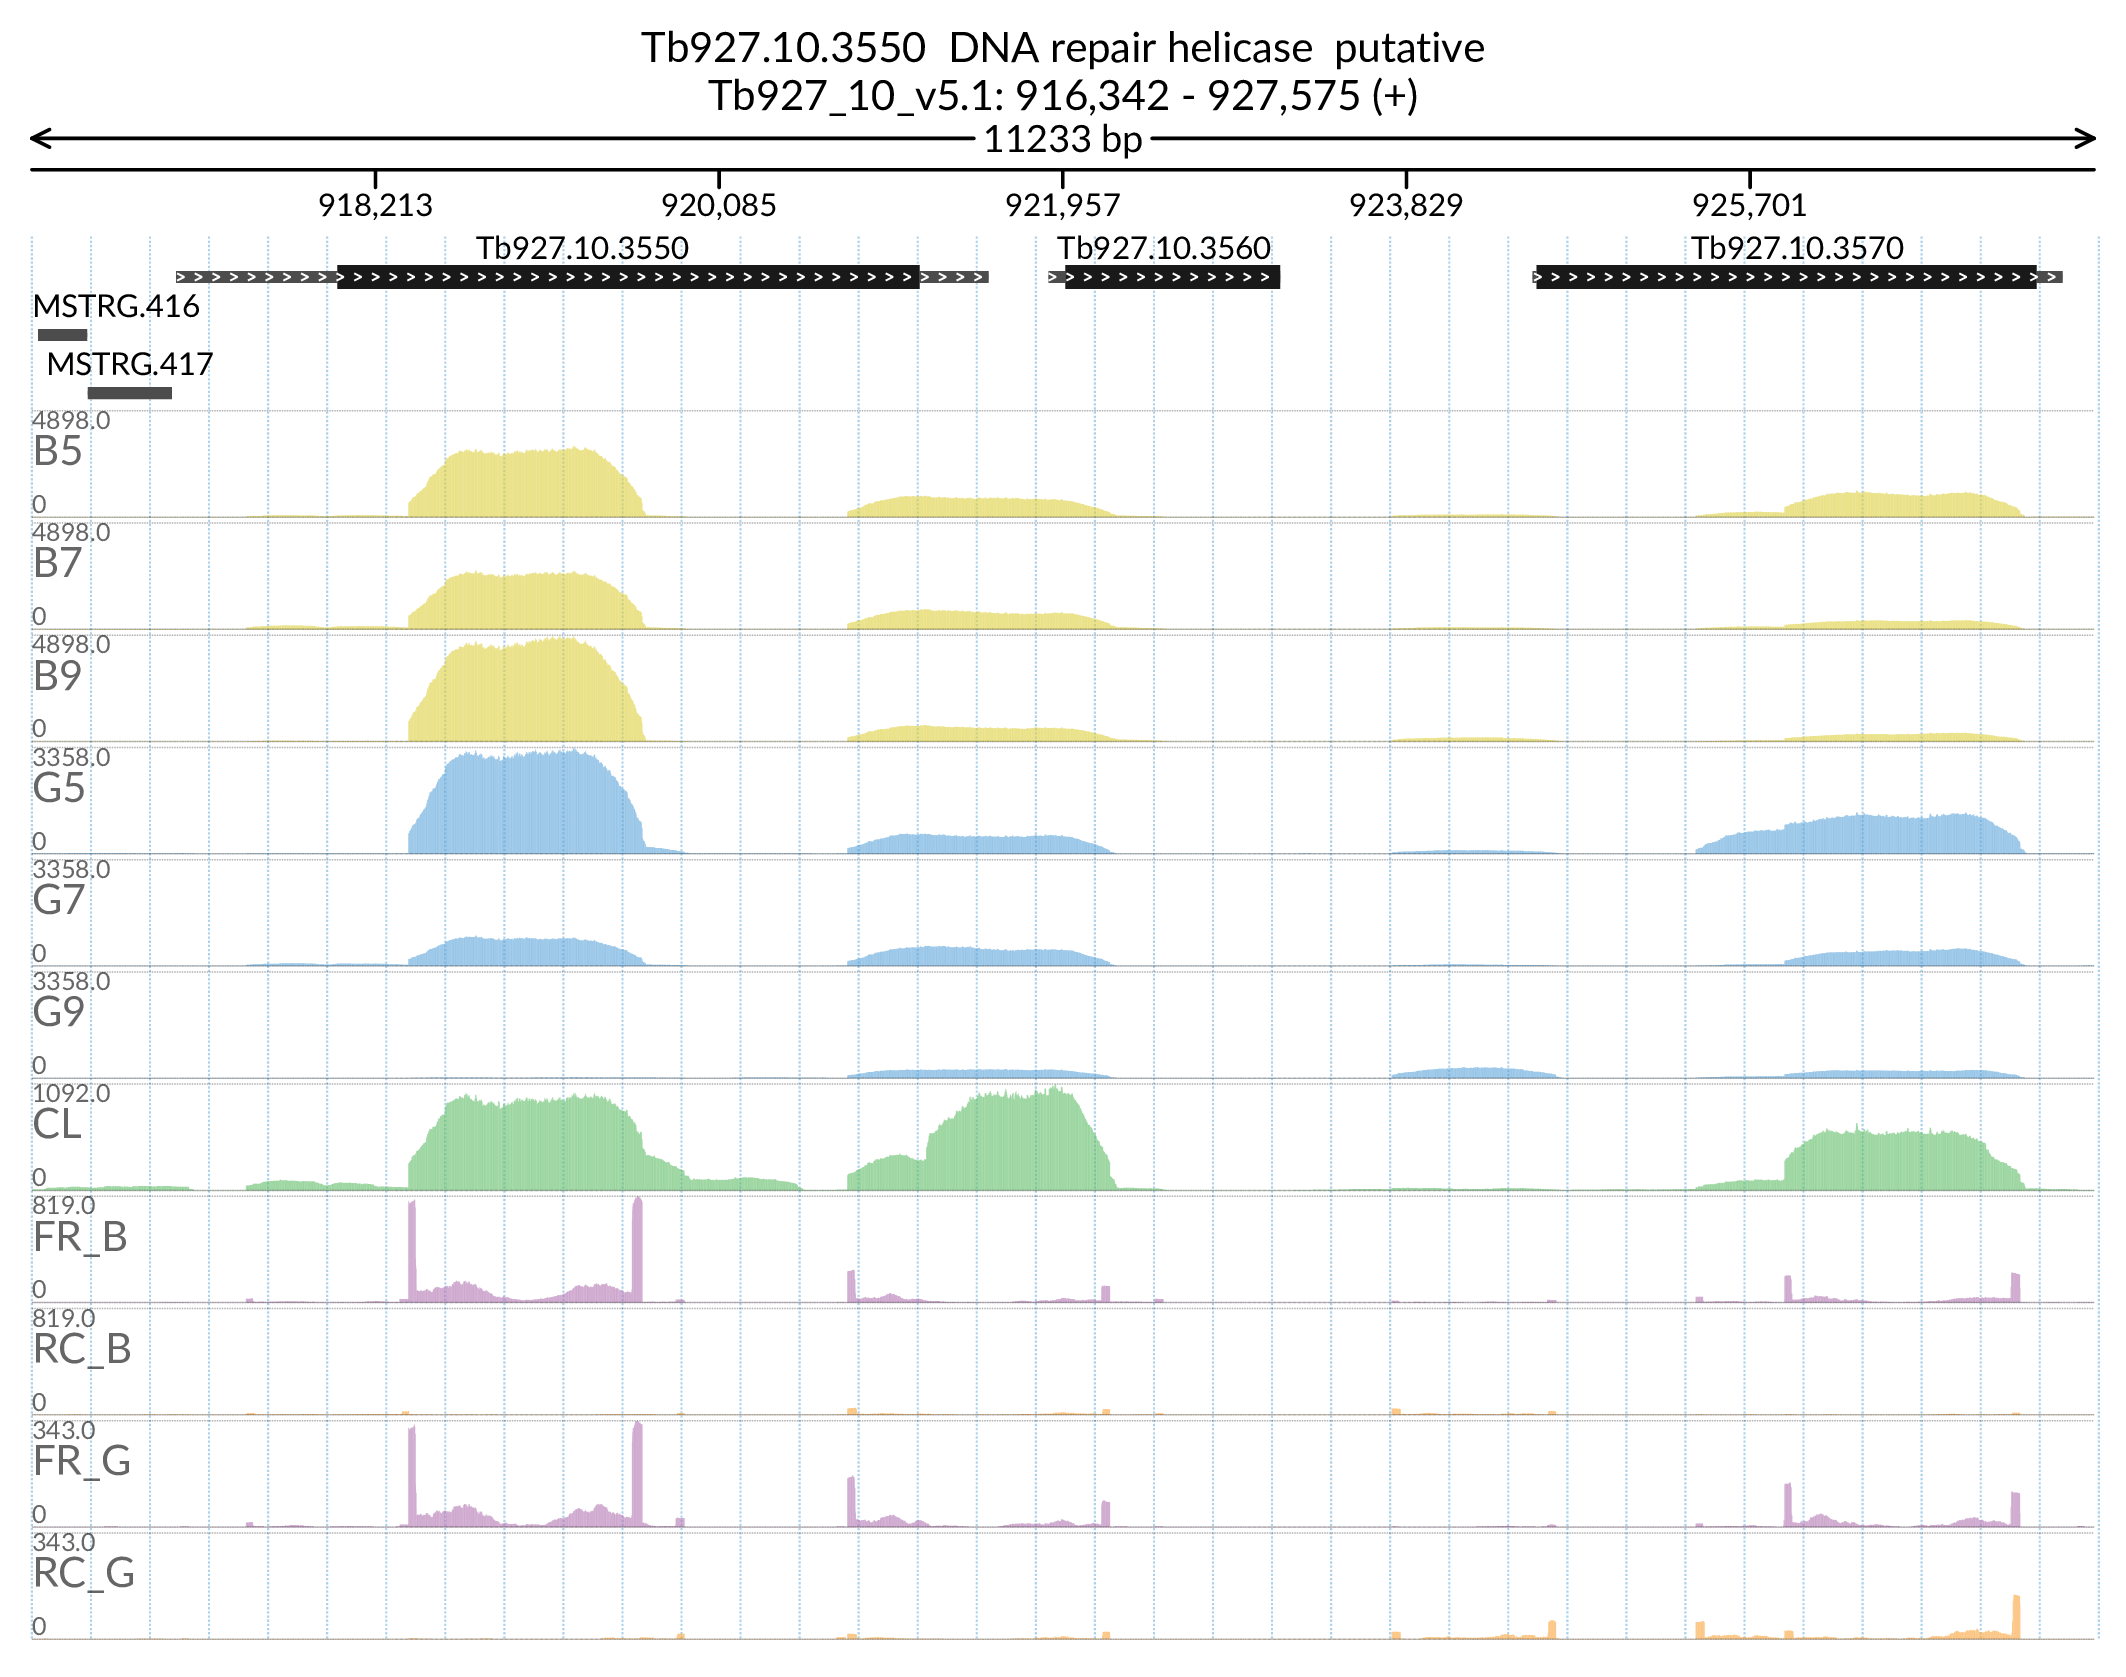 Tb927.10.3550  DNA repair helicase  putative
Tb927_10_v5.1: 916,342 - 927,575 (+)
11233 bp
918,213 920,085 921,957 923,829 925,701
Tb927.10.3550 Tb927.10.3560 Tb927.10.3570
MSTRG.416
MSTRG.417
4898.0
B5
0
4898.0
B7
0
4898.0
B9
0
3358.0
G5
0
3358.0
G7
0
3358.0
G9
0
1092.0
CL
0
819.0
FR_B
0
819.0
RC_B
0
343.0
FR_G
0
343.0
RC_G
0